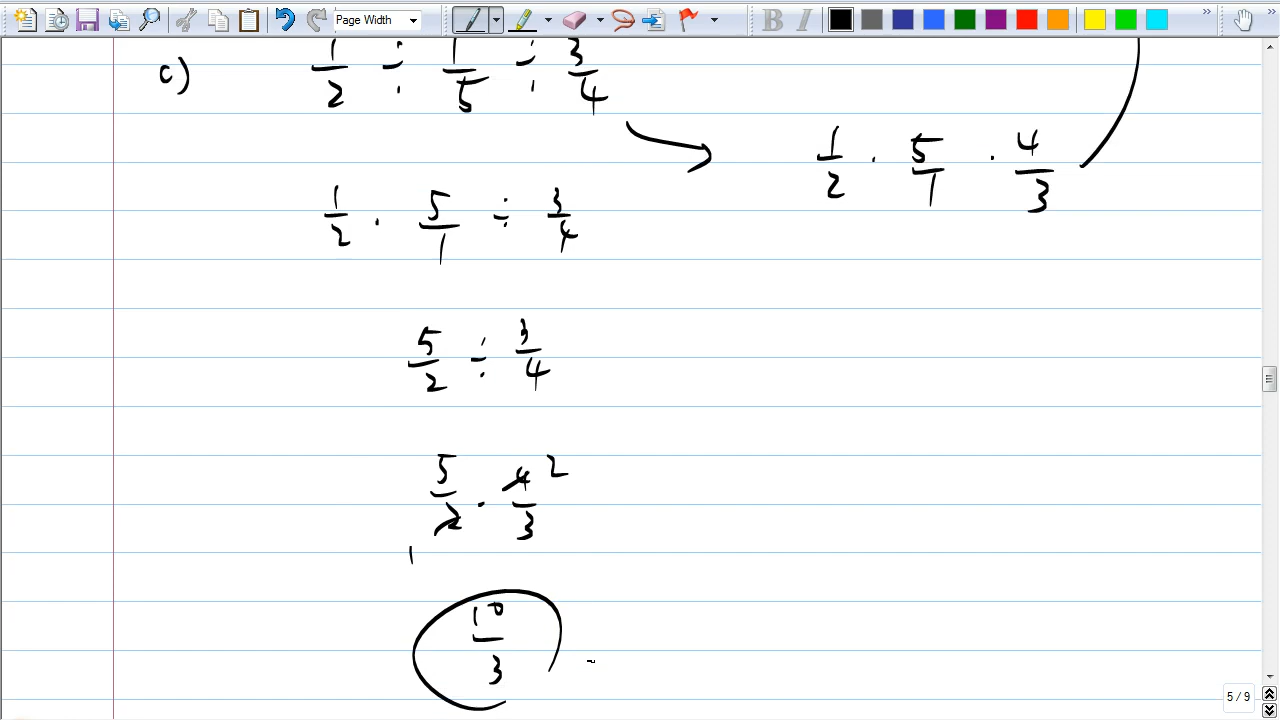 Page Width
c) 1/2 ÷ 1/5 ÷ 3/4
1/2 · 5/1 · 4/3
1/2 · 5/1 ÷ 3/4
5/2 ÷ 3/4
5/2 · 4/3 2
1
10/3
5 / 9